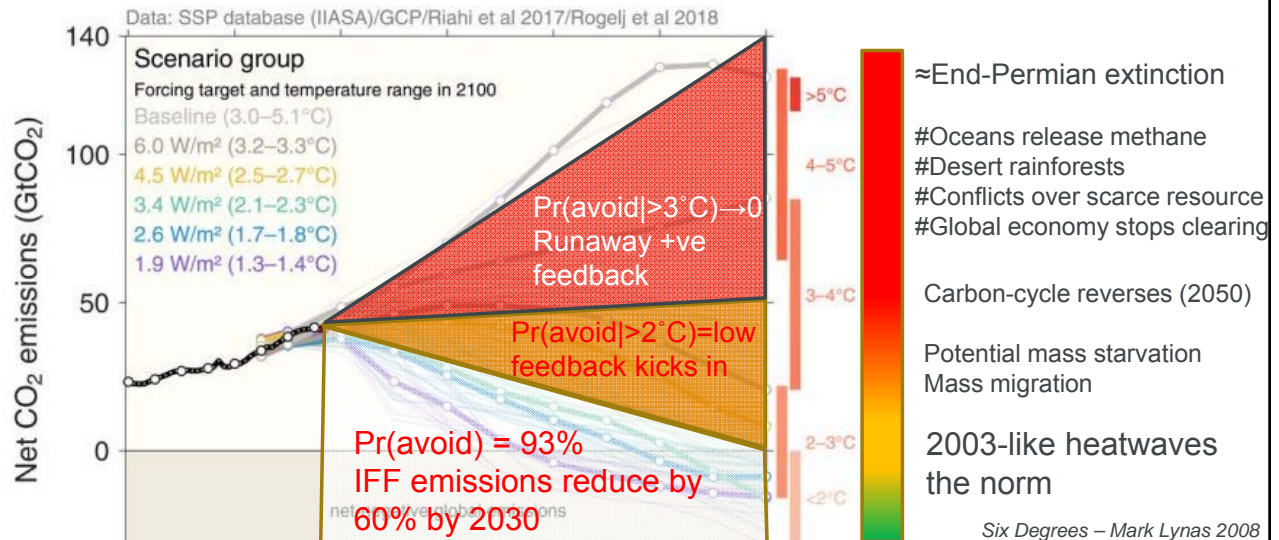 Data: SSP database (IIASA)/GCP/Riahi et al 2017/Rogelj et al 2018
Net CO₂ emissions (GtCO₂)
140
100
50
0
Scenario group
Forcing target and temperature range in 2100
Baseline (3.0–5.1°C)
6.0 W/m² (3.2–3.3°C)
4.5 W/m² (2.5–2.7°C)
3.4 W/m² (2.1–2.3°C)
2.6 W/m² (1.7–1.8°C)
1.9 W/m² (1.3–1.4°C)
Pr(avoid|>3˚C)→0
Runaway +ve
feedback
Pr(avoid|>2˚C)=low
feedback kicks in
Pr(avoid) = 93%
IFF emissions reduce by
60% by 2030
net negative global emissions
>5°C
4–5°C
3–4°C
2–3°C
<2°C
≈End-Permian extinction
#Oceans release methane
#Desert rainforests
#Conflicts over scarce resource
#Global economy stops clearing
Carbon-cycle reverses (2050)
Potential mass starvation
Mass migration
2003-like heatwaves
the norm
Six Degrees – Mark Lynas 2008